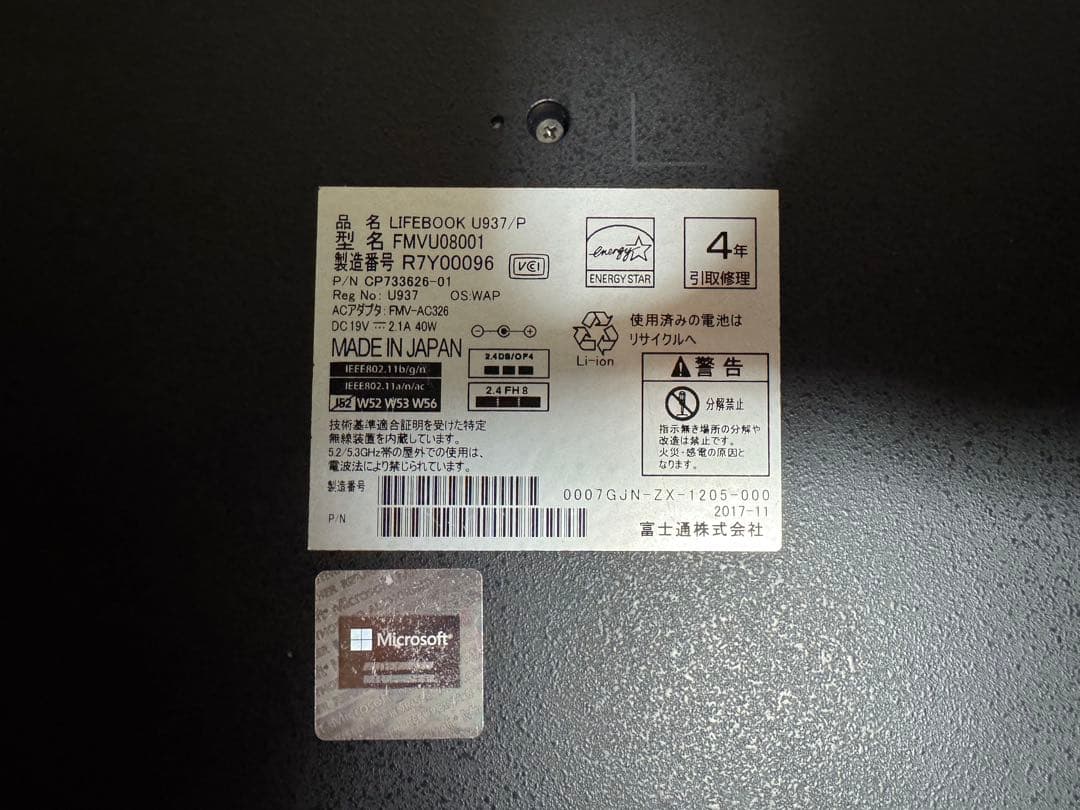 品 名 LIFEBOOK U937/P
型 名 FMVU08001
製造番号 R7Y00096
VCCI
P/N CP733626-01
Reg No: U937 OS:WAP
ACアダプタ: FMV-AC326
DC 19V 2.1A 40W
MADE IN JAPAN
IEEE802.11b/g/n
IEEE802.11a/n/ac
J52 W52 W53 W56
2.4DS/OF4
2.4 FH 8
技術基準適合証明を受けた特定
無線装置を内蔵しています。
5.2/5.3GHz帯の屋外での使用は、
電波法により禁じられています。
energy
ENERGY STAR
4年
引取修理
使用済みの電池は
リサイクルへ
Li-ion
警告
分解禁止
指示無き場所の分解や
改造は禁止です。
火災・感電の原因と
なります。
製造番号
P/N
0007GJN-ZX-1205-000
2017-11
富士通株式会社
Microsoft